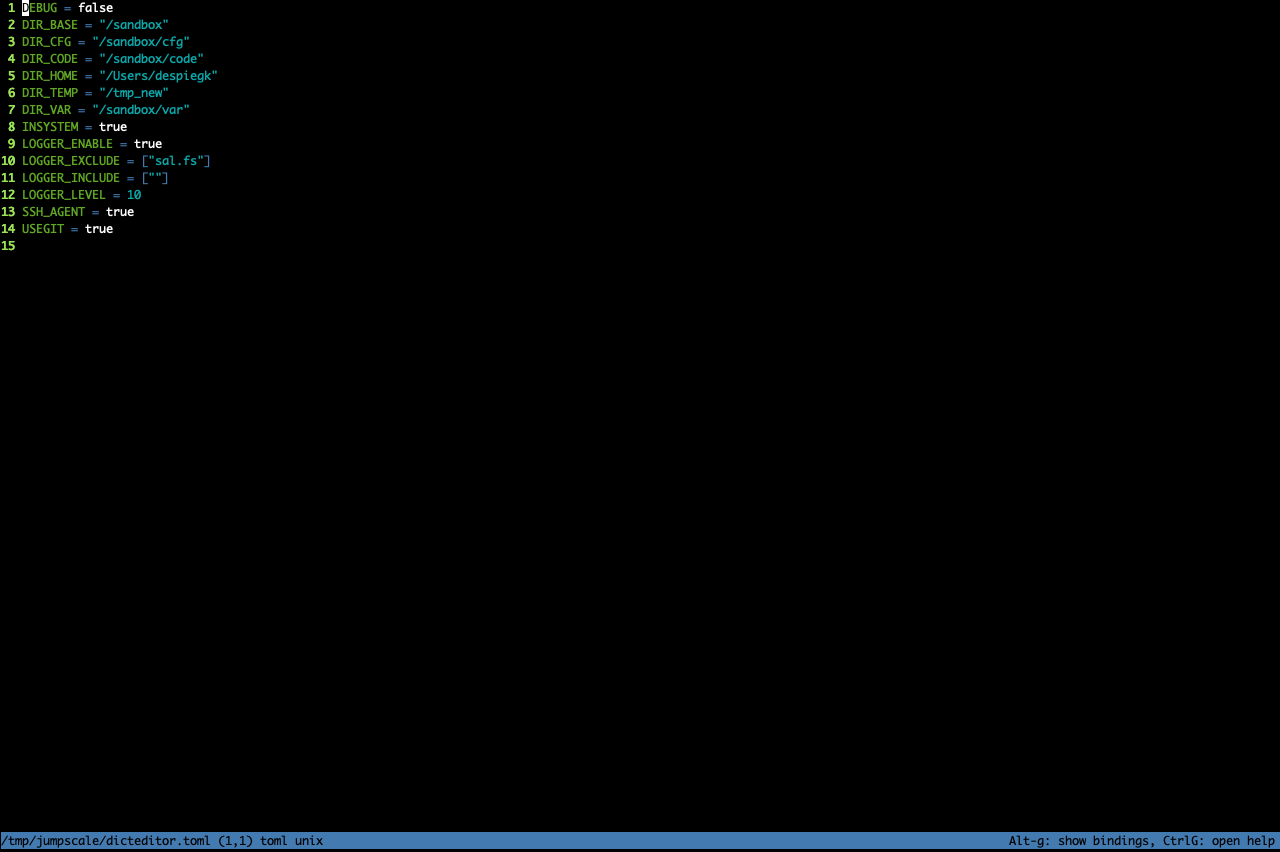 1 DEBUG = false
2 DIR_BASE = "/sandbox"
3 DIR_CFG = "/sandbox/cfg"
4 DIR_CODE = "/sandbox/code"
5 DIR_HOME = "/Users/despiegk"
6 DIR_TEMP = "/tmp_new"
7 DIR_VAR = "/sandbox/var"
8 INSYSTEM = true
9 LOGGER_ENABLE = true
10 LOGGER_EXCLUDE = ["sal.fs"]
11 LOGGER_INCLUDE = [""]
12 LOGGER_LEVEL = 10
13 SSH_AGENT = true
14 USEGIT = true
15
/tmp/jumpscale/dicteditor.toml (1,1) toml unix Alt-g: show bindings, CtrlG: open help